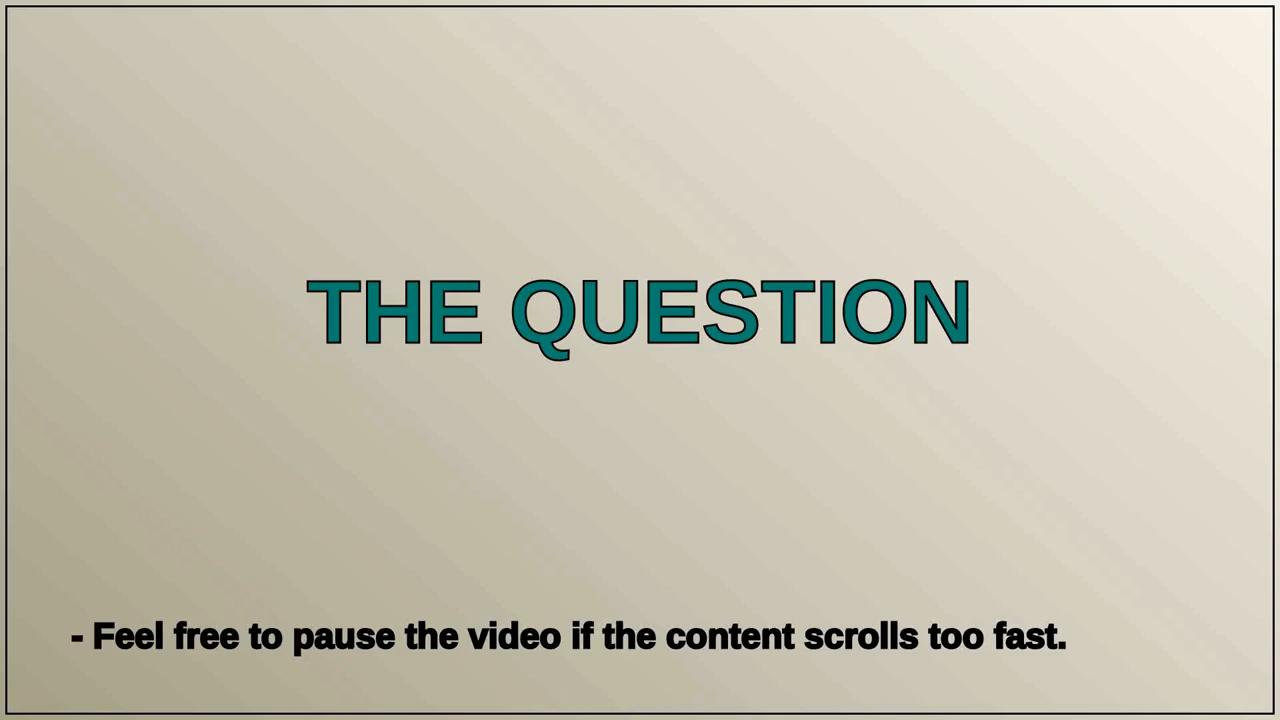 THE QUESTION
- Feel free to pause the video if the content scrolls too fast.